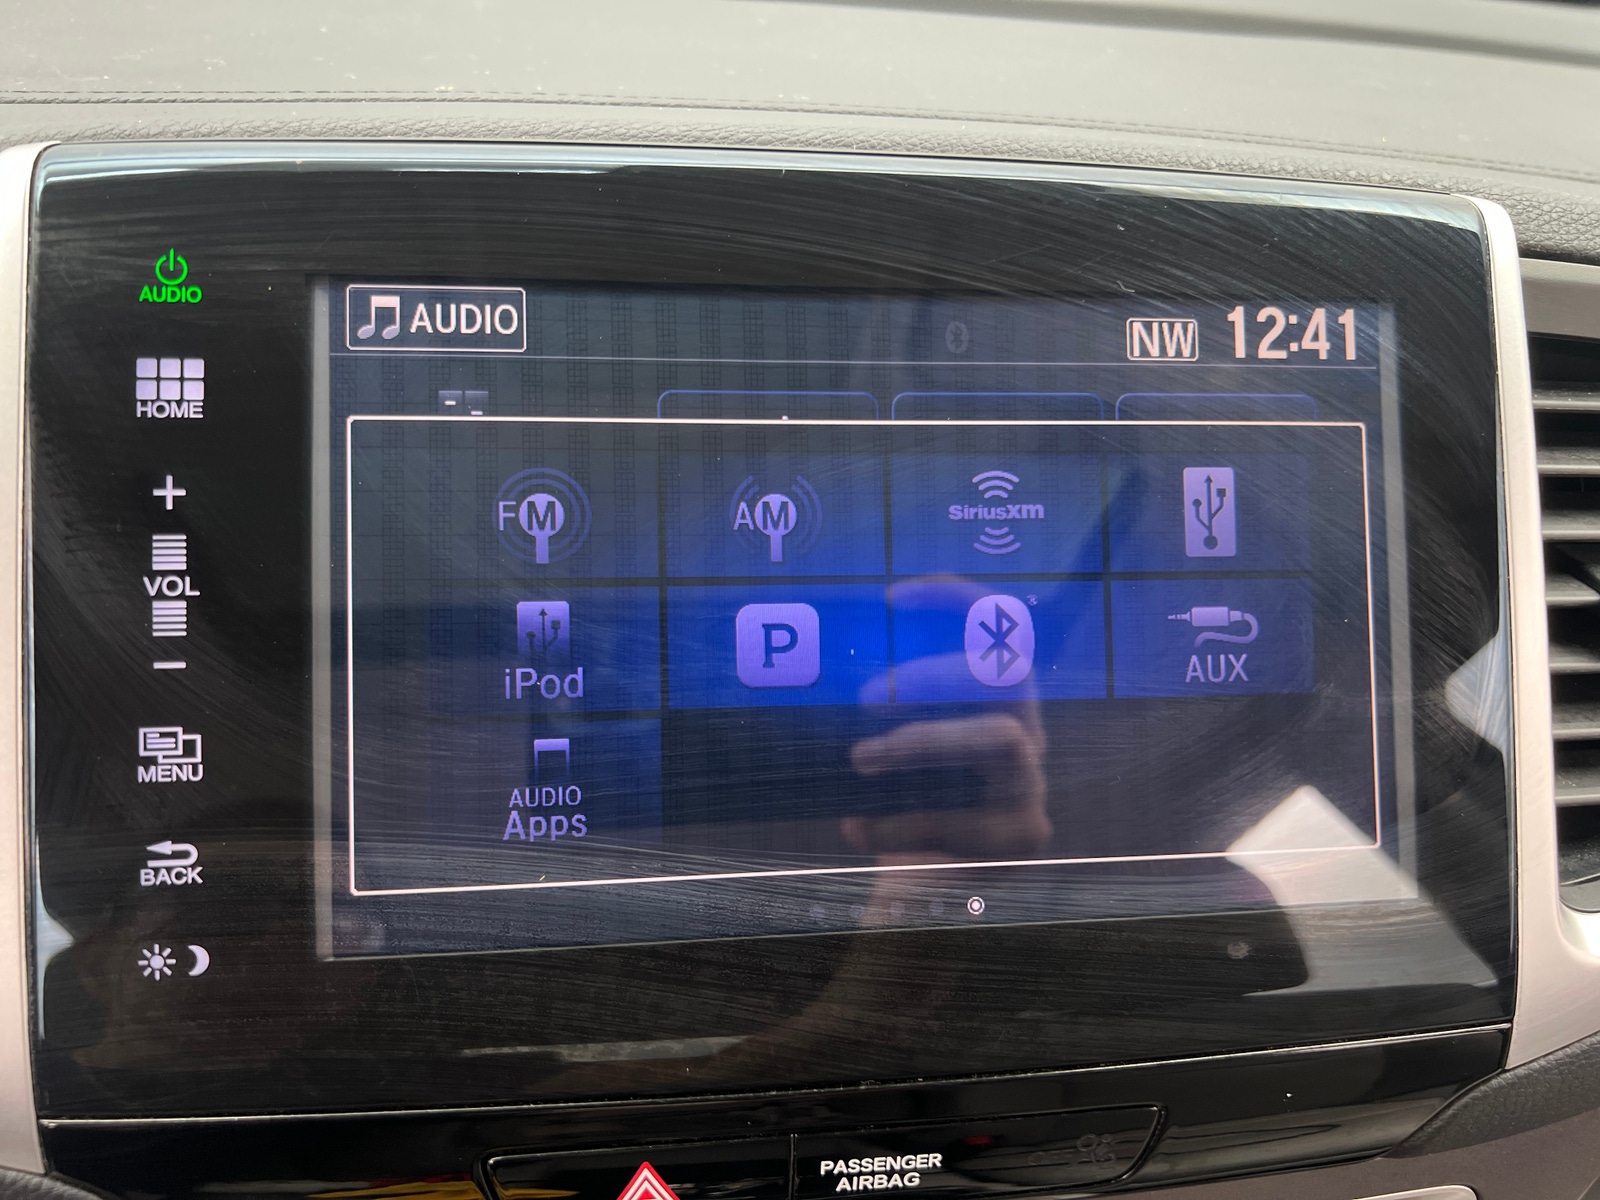 AUDIO
HOME
VOL
MENU
BACK
AUDIO
NW 12:41
FM
AM
SiriusXm
iPod
P
AUX
AUDIO
Apps
PASSENGER
AIRBAG